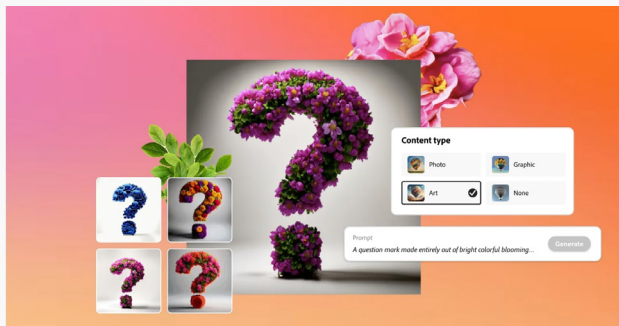 Content type
Photo
Graphic
Art
None
Prompt
A question mark made entirely out of bright colorful blooming...
Generate